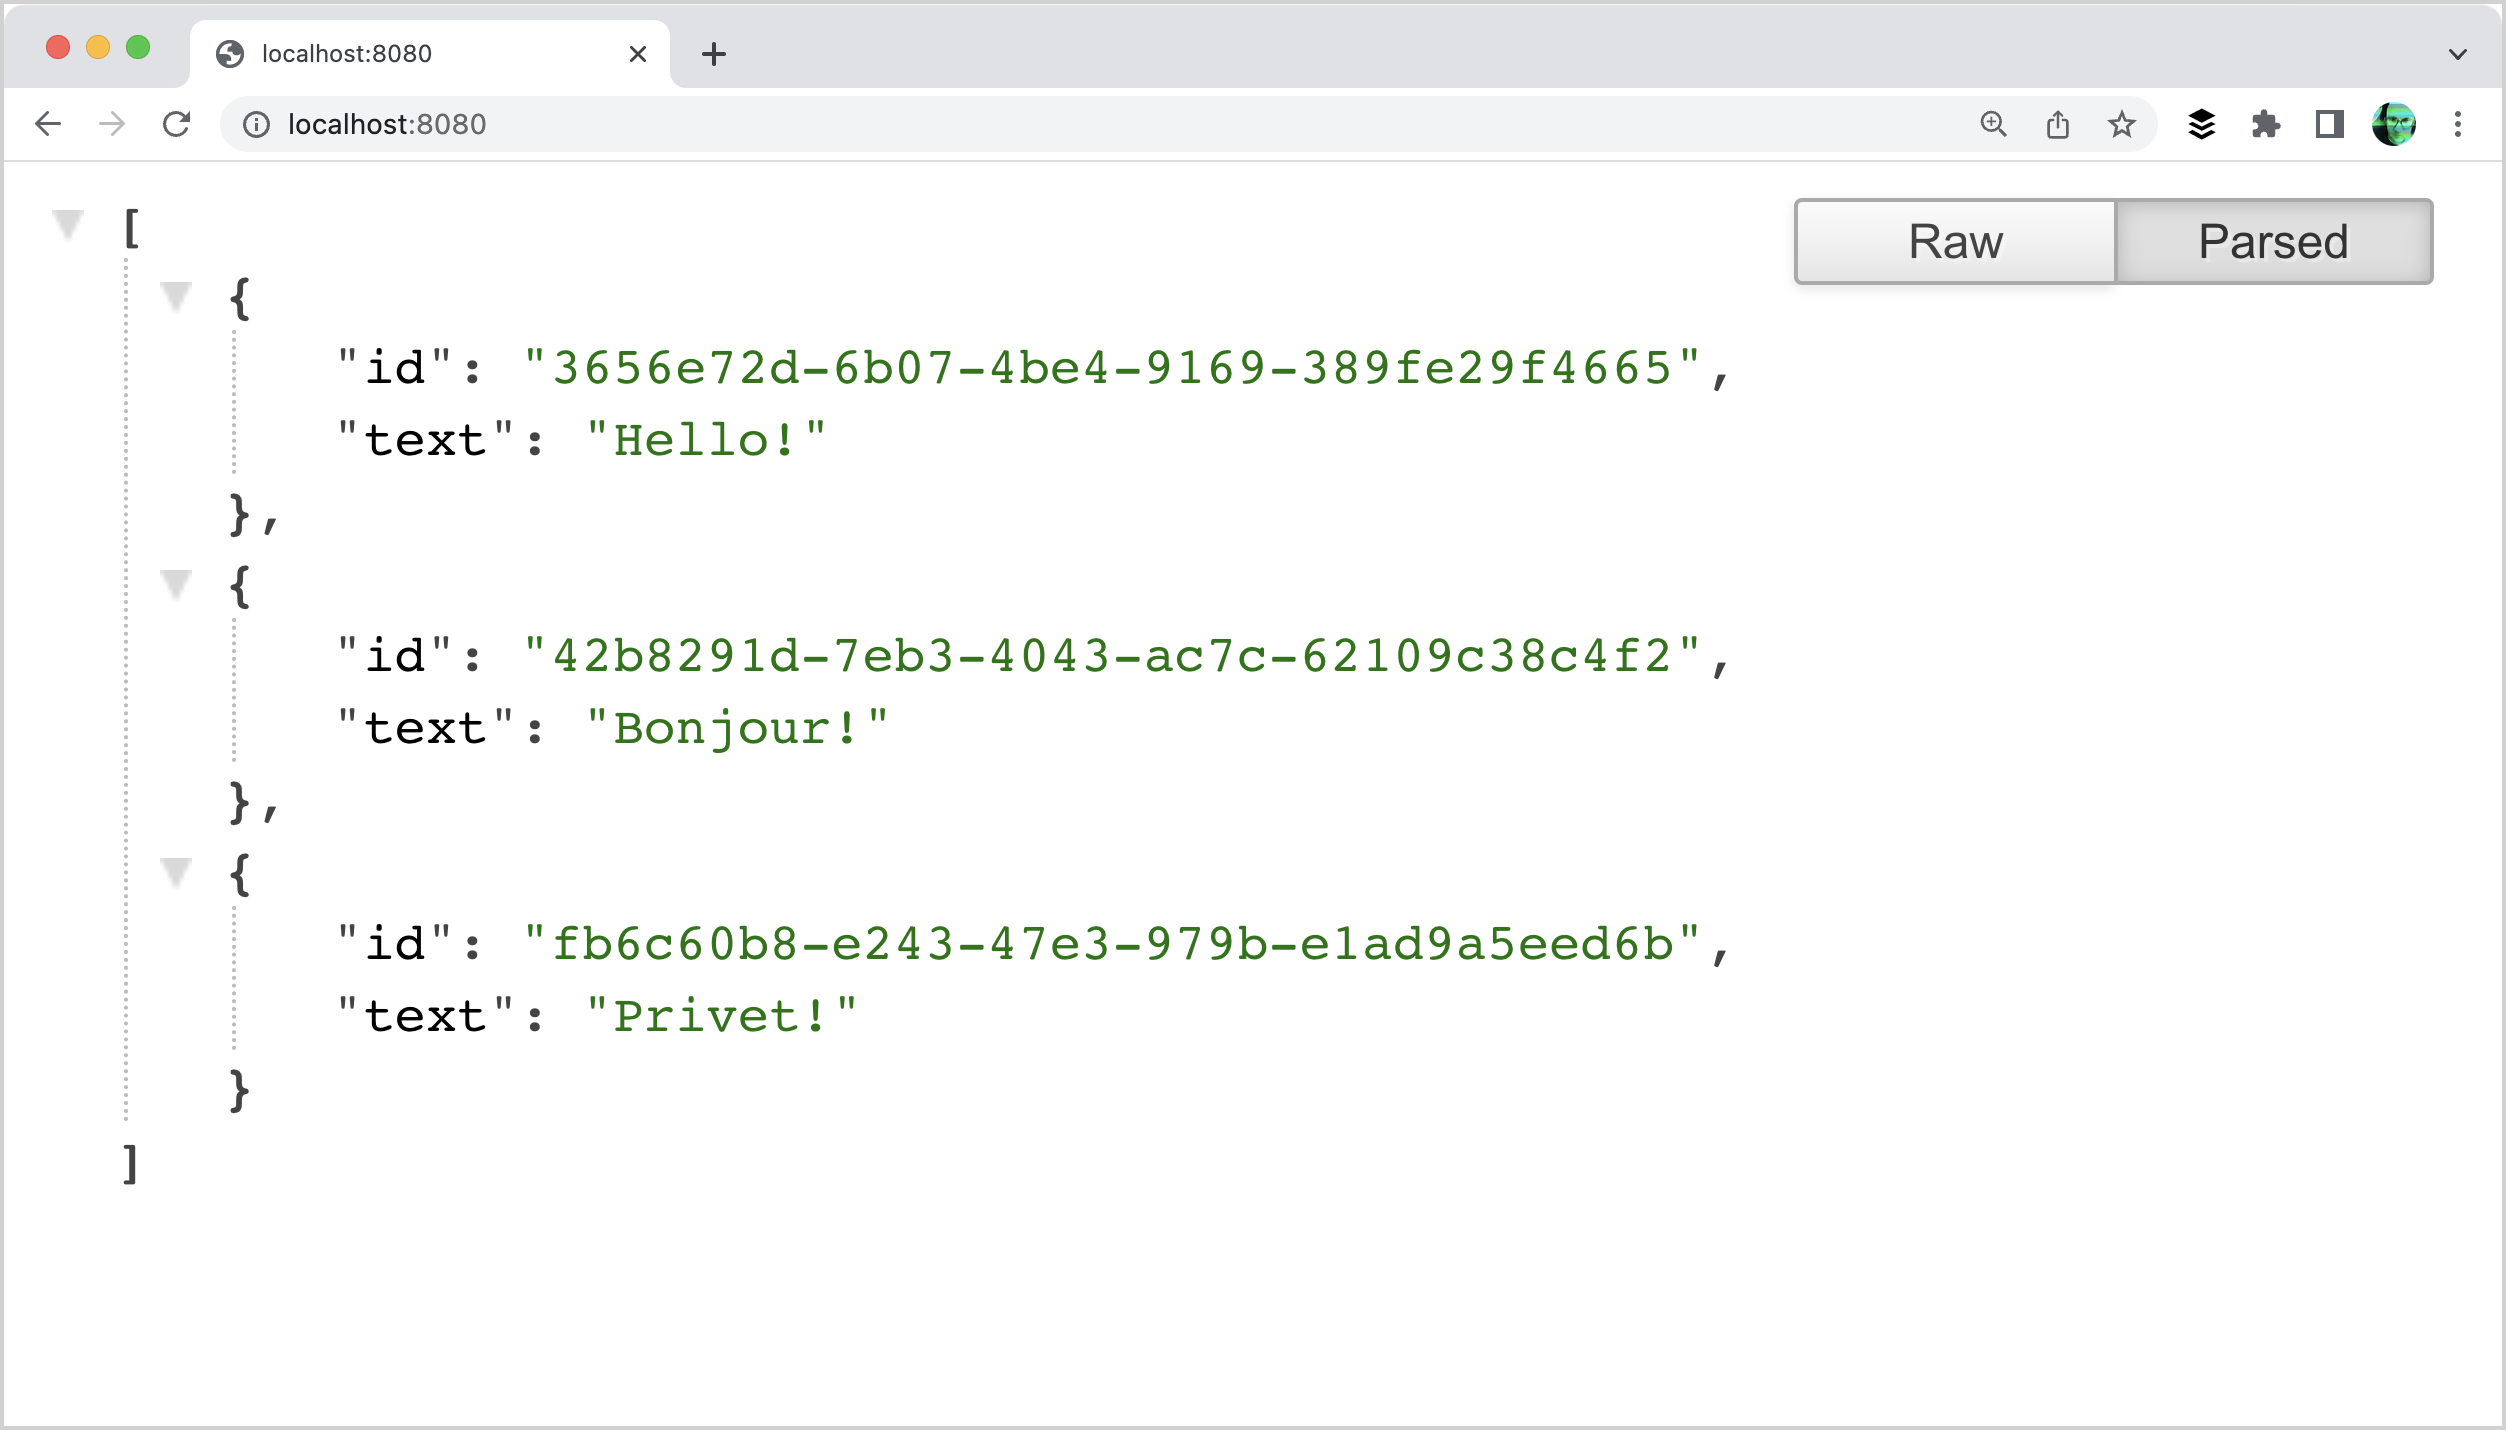 localhost:8080
localhost:8080
Raw Parsed
[
{
"id": "3656e72d-6b07-4be4-9169-389fe29f4665",
"text": "Hello!"
},
{
"id": "42b8291d-7eb3-4043-ac7c-62109c38c4f2",
"text": "Bonjour!"
},
{
"id": "fb6c60b8-e243-47e3-979b-e1ad9a5eed6b",
"text": "Privet!"
}
]